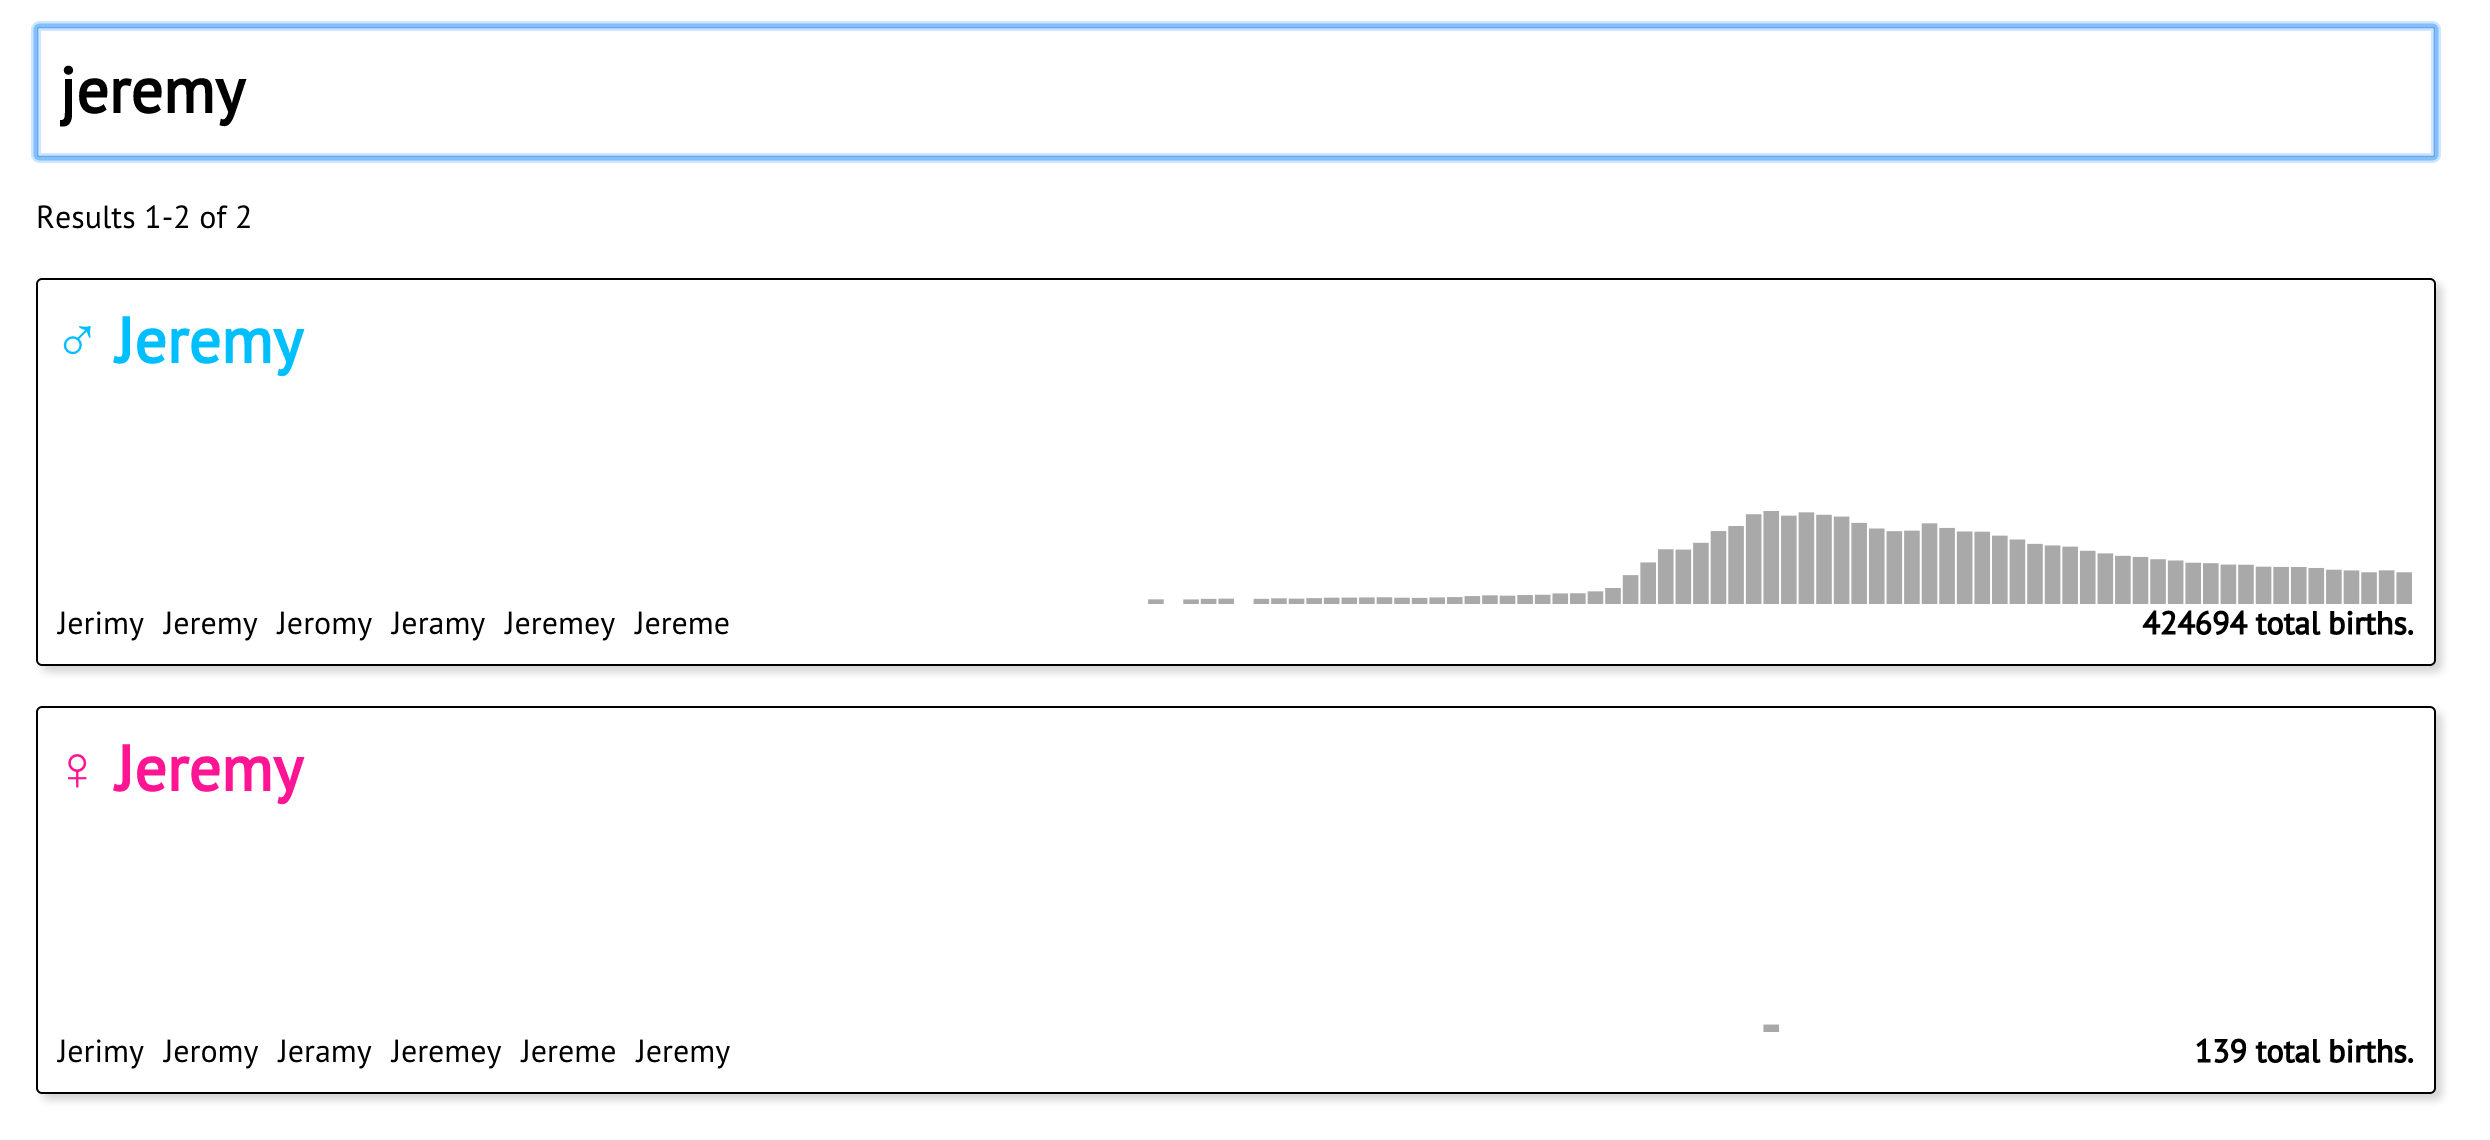 jeremy
Results 1-2 of 2
♂ Jeremy
Jerimy Jeremy Jeromy Jeramy Jeremey Jereme
424694 total births.
♀ Jeremy
Jerimy Jeromy Jeramy Jeremey Jereme Jeremy
139 total births.